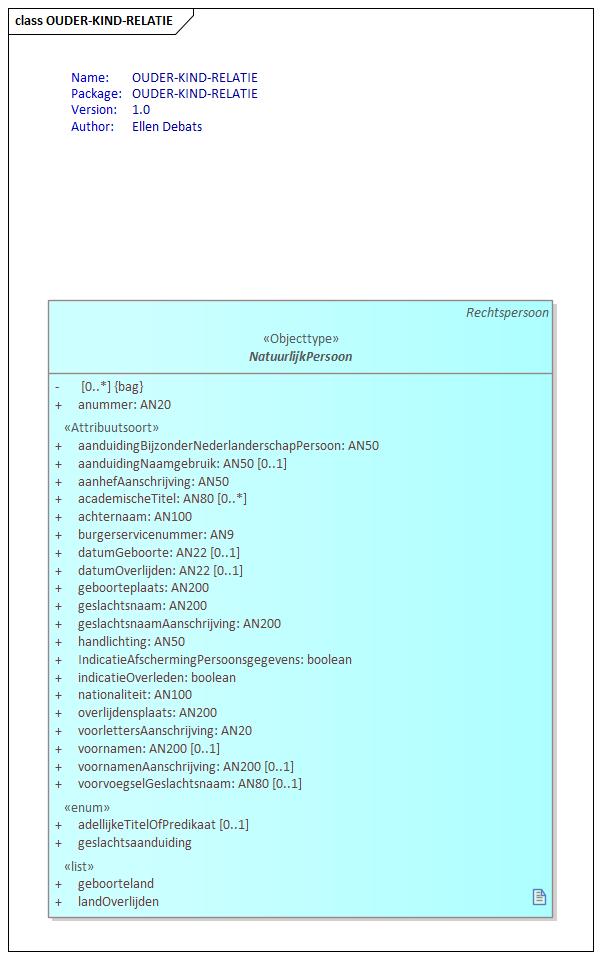 class OUDER-KIND-RELATIE
Name: OUDER-KIND-RELATIE
Package: OUDER-KIND-RELATIE
Version: 1.0
Author: Ellen Debats
Rechtspersoon
«Objecttype»
NatuurlijkPersoon
- [0..*] {bag}
+ anummer: AN20
«Attribuutsoort»
+ aanduidingBijzonderNederlanderschapPersoon: AN50
+ aanduidingNaamgebruik: AN50 [0..1]
+ aanhefAanschrijving: AN50
+ academischeTitel: AN80 [0..*]
+ achternaam: AN100
+ burgerservicenummer: AN9
+ datumGeboorte: AN22 [0..1]
+ datumOverlijden: AN22 [0..1]
+ geboorteplaats: AN200
+ geslachtsnaam: AN200
+ geslachtsnaamAanschrijving: AN200
+ handlichting: AN50
+ IndicatieAfschermingPersoonsgegevens: boolean
+ indicatieOverleden: boolean
+ nationaliteit: AN100
+ overlijdensplaats: AN200
+ voorlettersAanschrijving: AN20
+ voornamen: AN200 [0..1]
+ voornamenAanschrijving: AN200 [0..1]
+ voorvoegselGeslachtsnaam: AN80 [0..1]
«enum»
+ adellijkeTitelOfPredikaat [0..1]
+ geslachtsaanduiding
«list»
+ geboorteland
+ landOverlijden